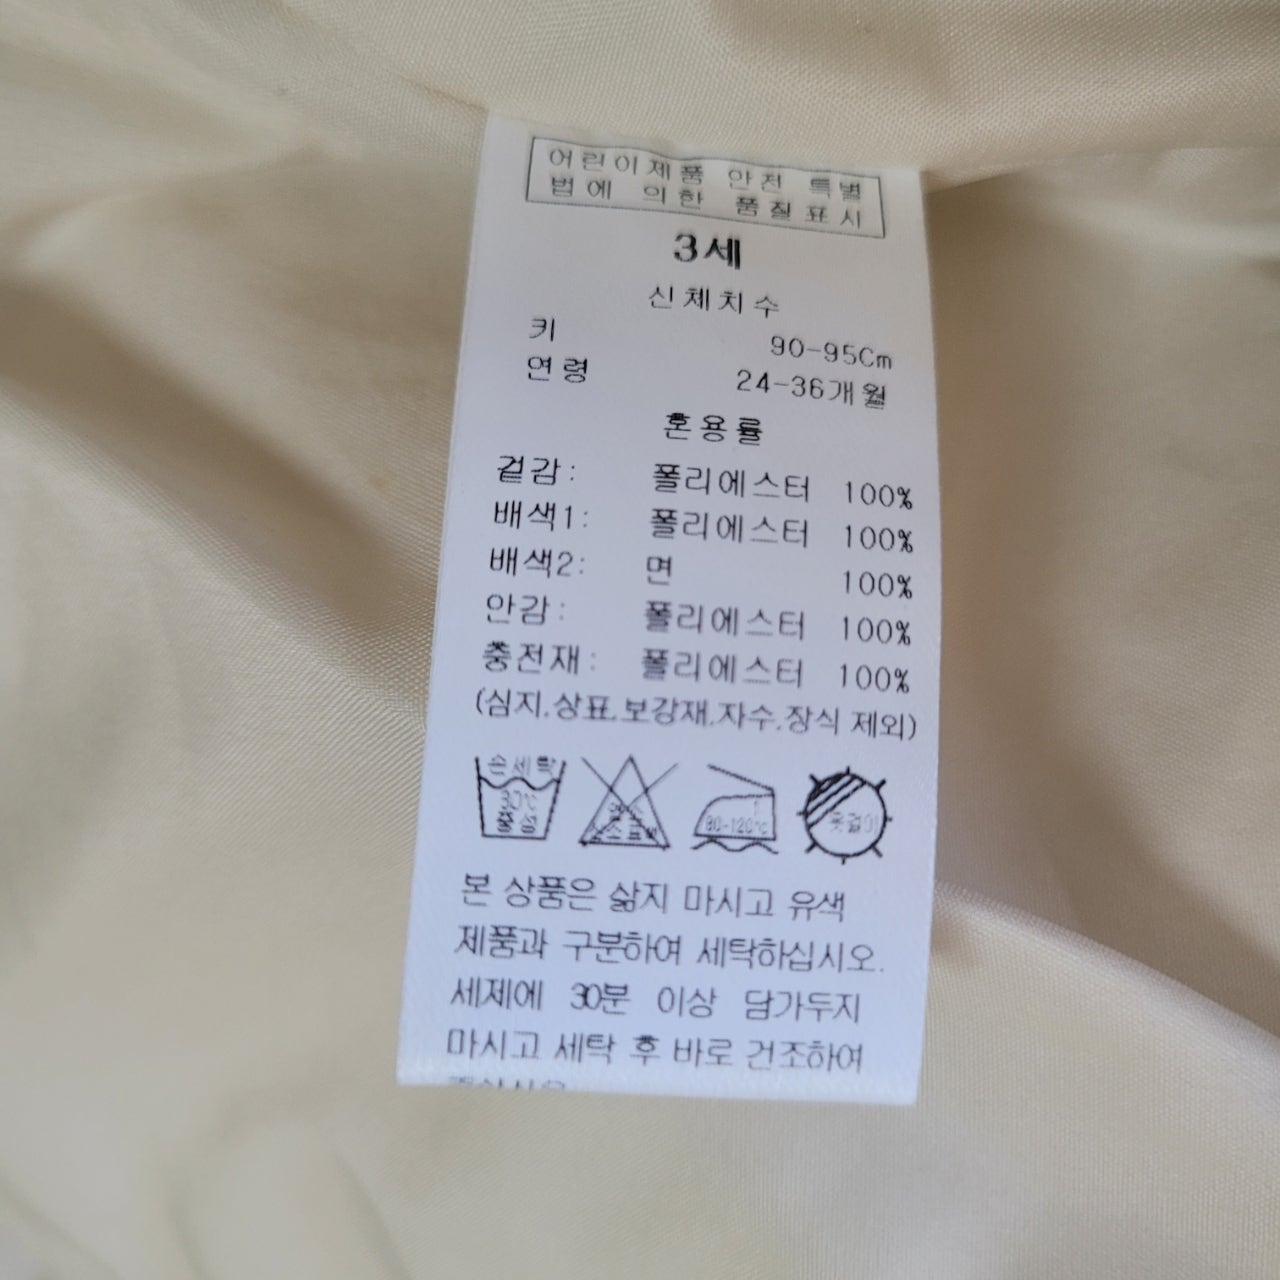 어린이제품 안전 특별
법에 의한 품질표시
3세
신체치수
키 90-95Cm
연령 24-36개월
혼용률
겉감: 폴리에스터 100%
배색1: 폴리에스터 100%
배색2: 면 100%
안감: 폴리에스터 100%
충전재: 폴리에스터 100%
(심지.상표.보강재.자수.장식 제외)
손세탁
30℃
중성
80-120℃
옷걸이
본 상품은 삶지 마시고 유색
제품과 구분하여 세탁하십시오.
세제에 30분 이상 담가두지
마시고 세탁 후 바로 건조하여